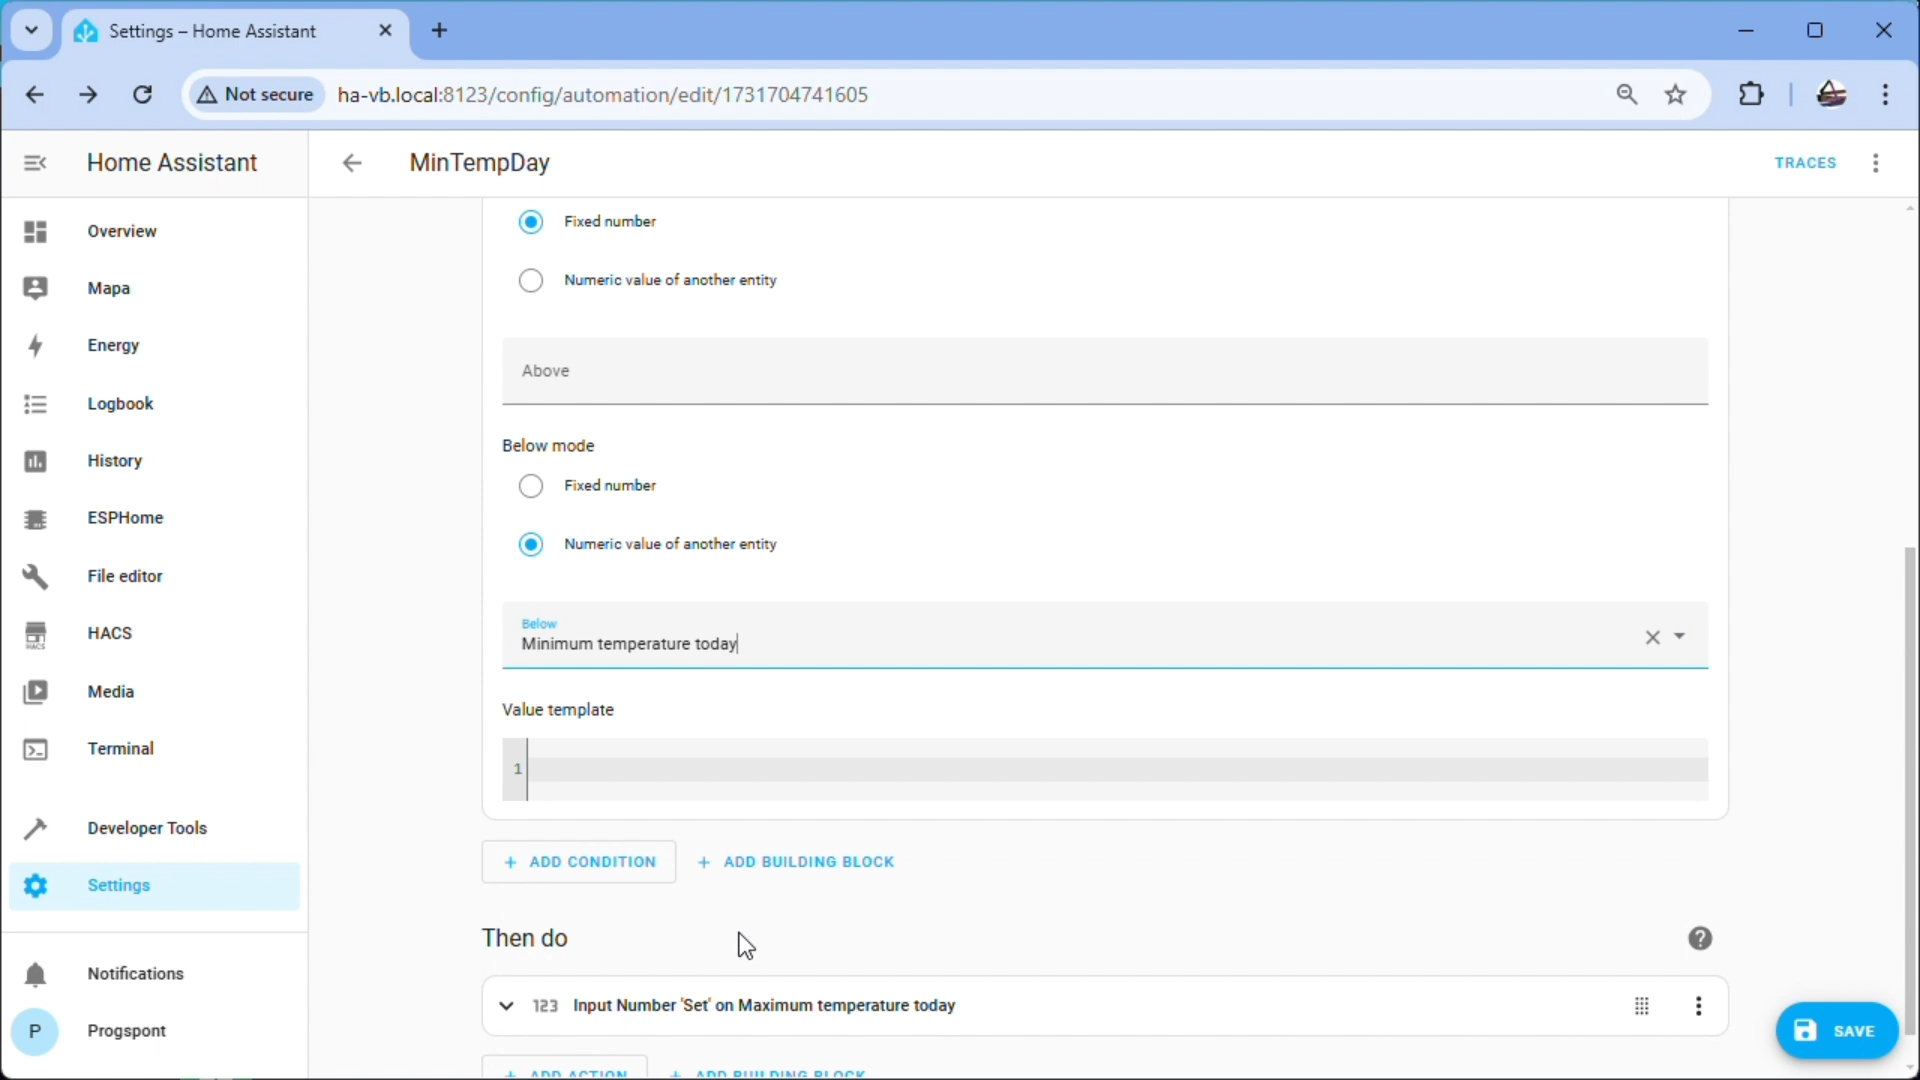 Settings – Home Assistant
Not secure
ha-vb.local:8123/config/automation/edit/1731704741605
Home Assistant
MinTempDay
TRACES
Overview
Mapa
Energy
Logbook
History
ESPHome
File editor
HACS
HACS
Media
Terminal
Developer Tools
Settings
Notifications
P
Progspont
Fixed number
Numeric value of another entity
Above
Below mode
Fixed number
Numeric value of another entity
Below
Minimum temperature today
Value template
1
+ ADD CONDITION
+ ADD BUILDING BLOCK
Then do
?
123 Input Number 'Set' on Maximum temperature today
+ ADD ACTION
+ ADD BUILDING BLOCK
SAVE